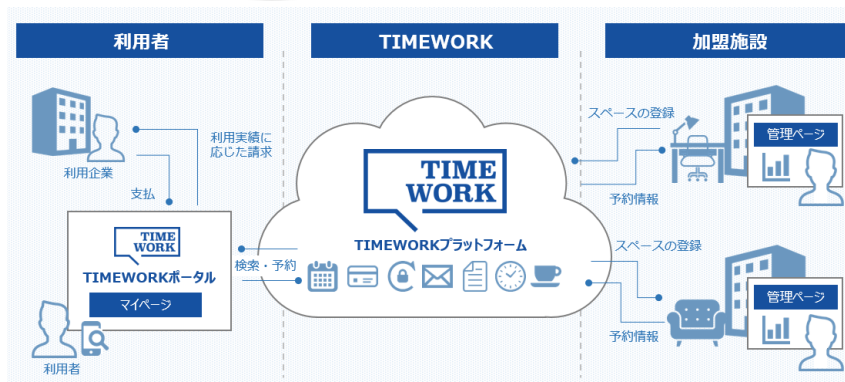 利用者
TIMEWORK
加盟施設
利用企業
利用実績に
応じた請求
支払
TIME
WORK
TIMEWORKポータル
マイページ
利用者
検索・予約
TIME
WORK
TIMEWORKプラットフォーム
スペースの登録
予約情報
管理ページ
スペースの登録
予約情報
管理ページ